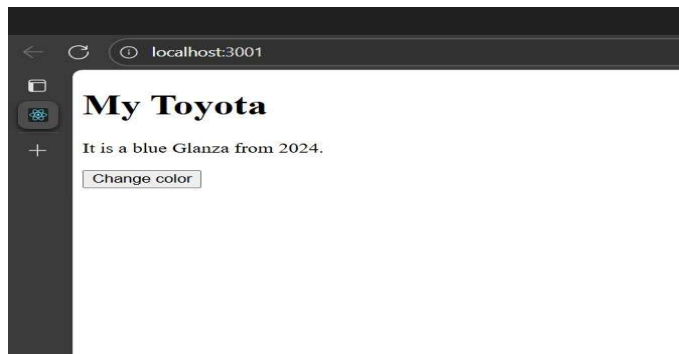 localhost:3001
My Toyota
It is a blue Glanza from 2024.
Change color